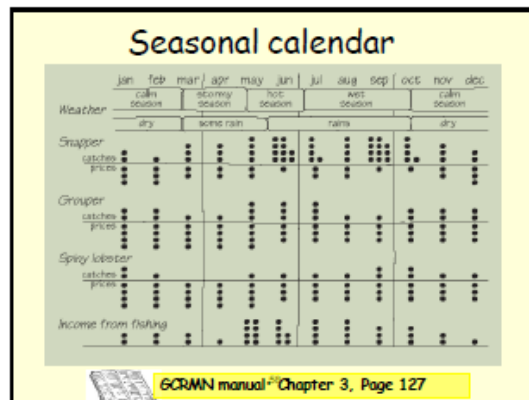 Seasonal calendar
jan feb mar apr may jun jul aug sep oct nov dec
Weather calm season stormy season hot season wet season calm season
dry some rain rains dry
Snapper
catches
prices
Grouper
catches
prices
Spiny lobster
catches
prices
Income from fishing
GCRMN manual- Chapter 3, Page 127